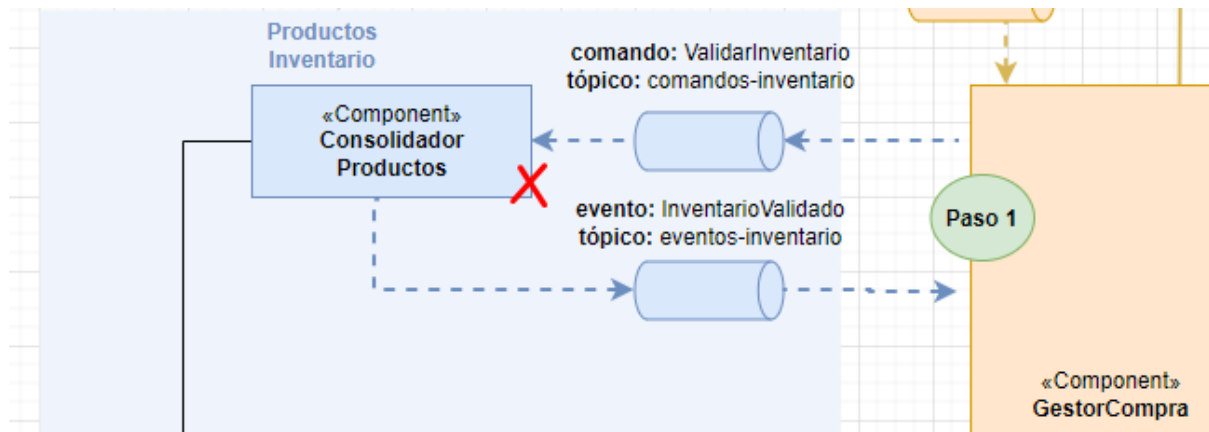 Productos
Inventario
comando: ValidarInventario
tópico: comandos-inventario
«Component»
Consolidador
Productos
evento: InventarioValidado
tópico: eventos-inventario
Paso 1
«Component»
GestorCompra